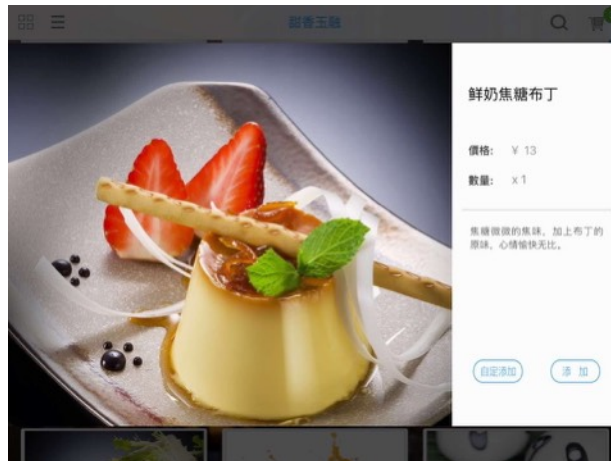 甜香玉融
鲜奶焦糖布丁
價格: ¥ 13
數量: x1
焦糖微微的焦味、加上布丁的
原味、心情愉快无比。
自定添加
添 加